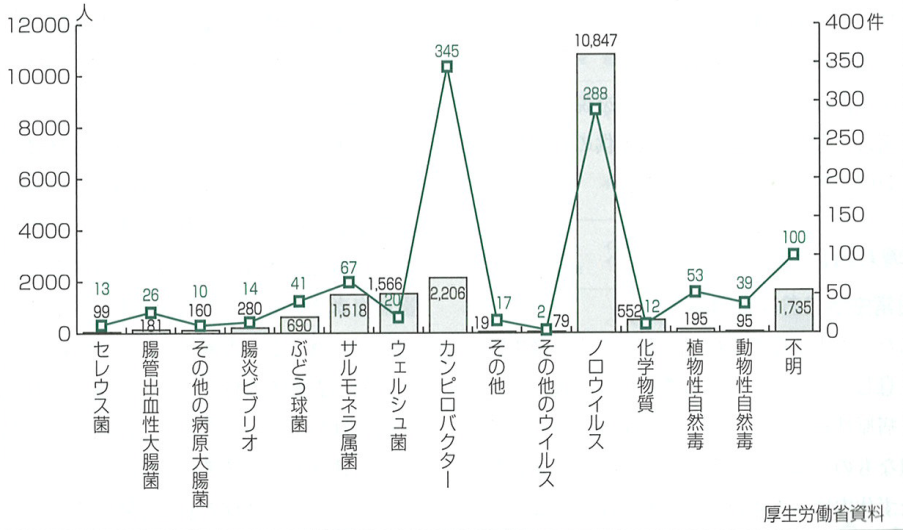 人
12000
10000
8000
6000
4000
2000
0
400件
350
300
250
200
150
100
50
0
13
26
10
14
41
67
20
345
17
2
288
12
53
39
100
99
181
160
280
690
1,518
1,566
2,206
19
79
10,847
552
195
95
1,735
セレウス菌
腸管出血性大腸菌
その他の病原大腸菌
腸炎ビブリオ
ぶどう球菌
サルモネラ属菌
ウェルシュ菌
カンピロバクター
その他
その他のウイルス
ノロウイルス
化学物質
植物性自然毒
動物性自然毒
不明
厚生労働省資料